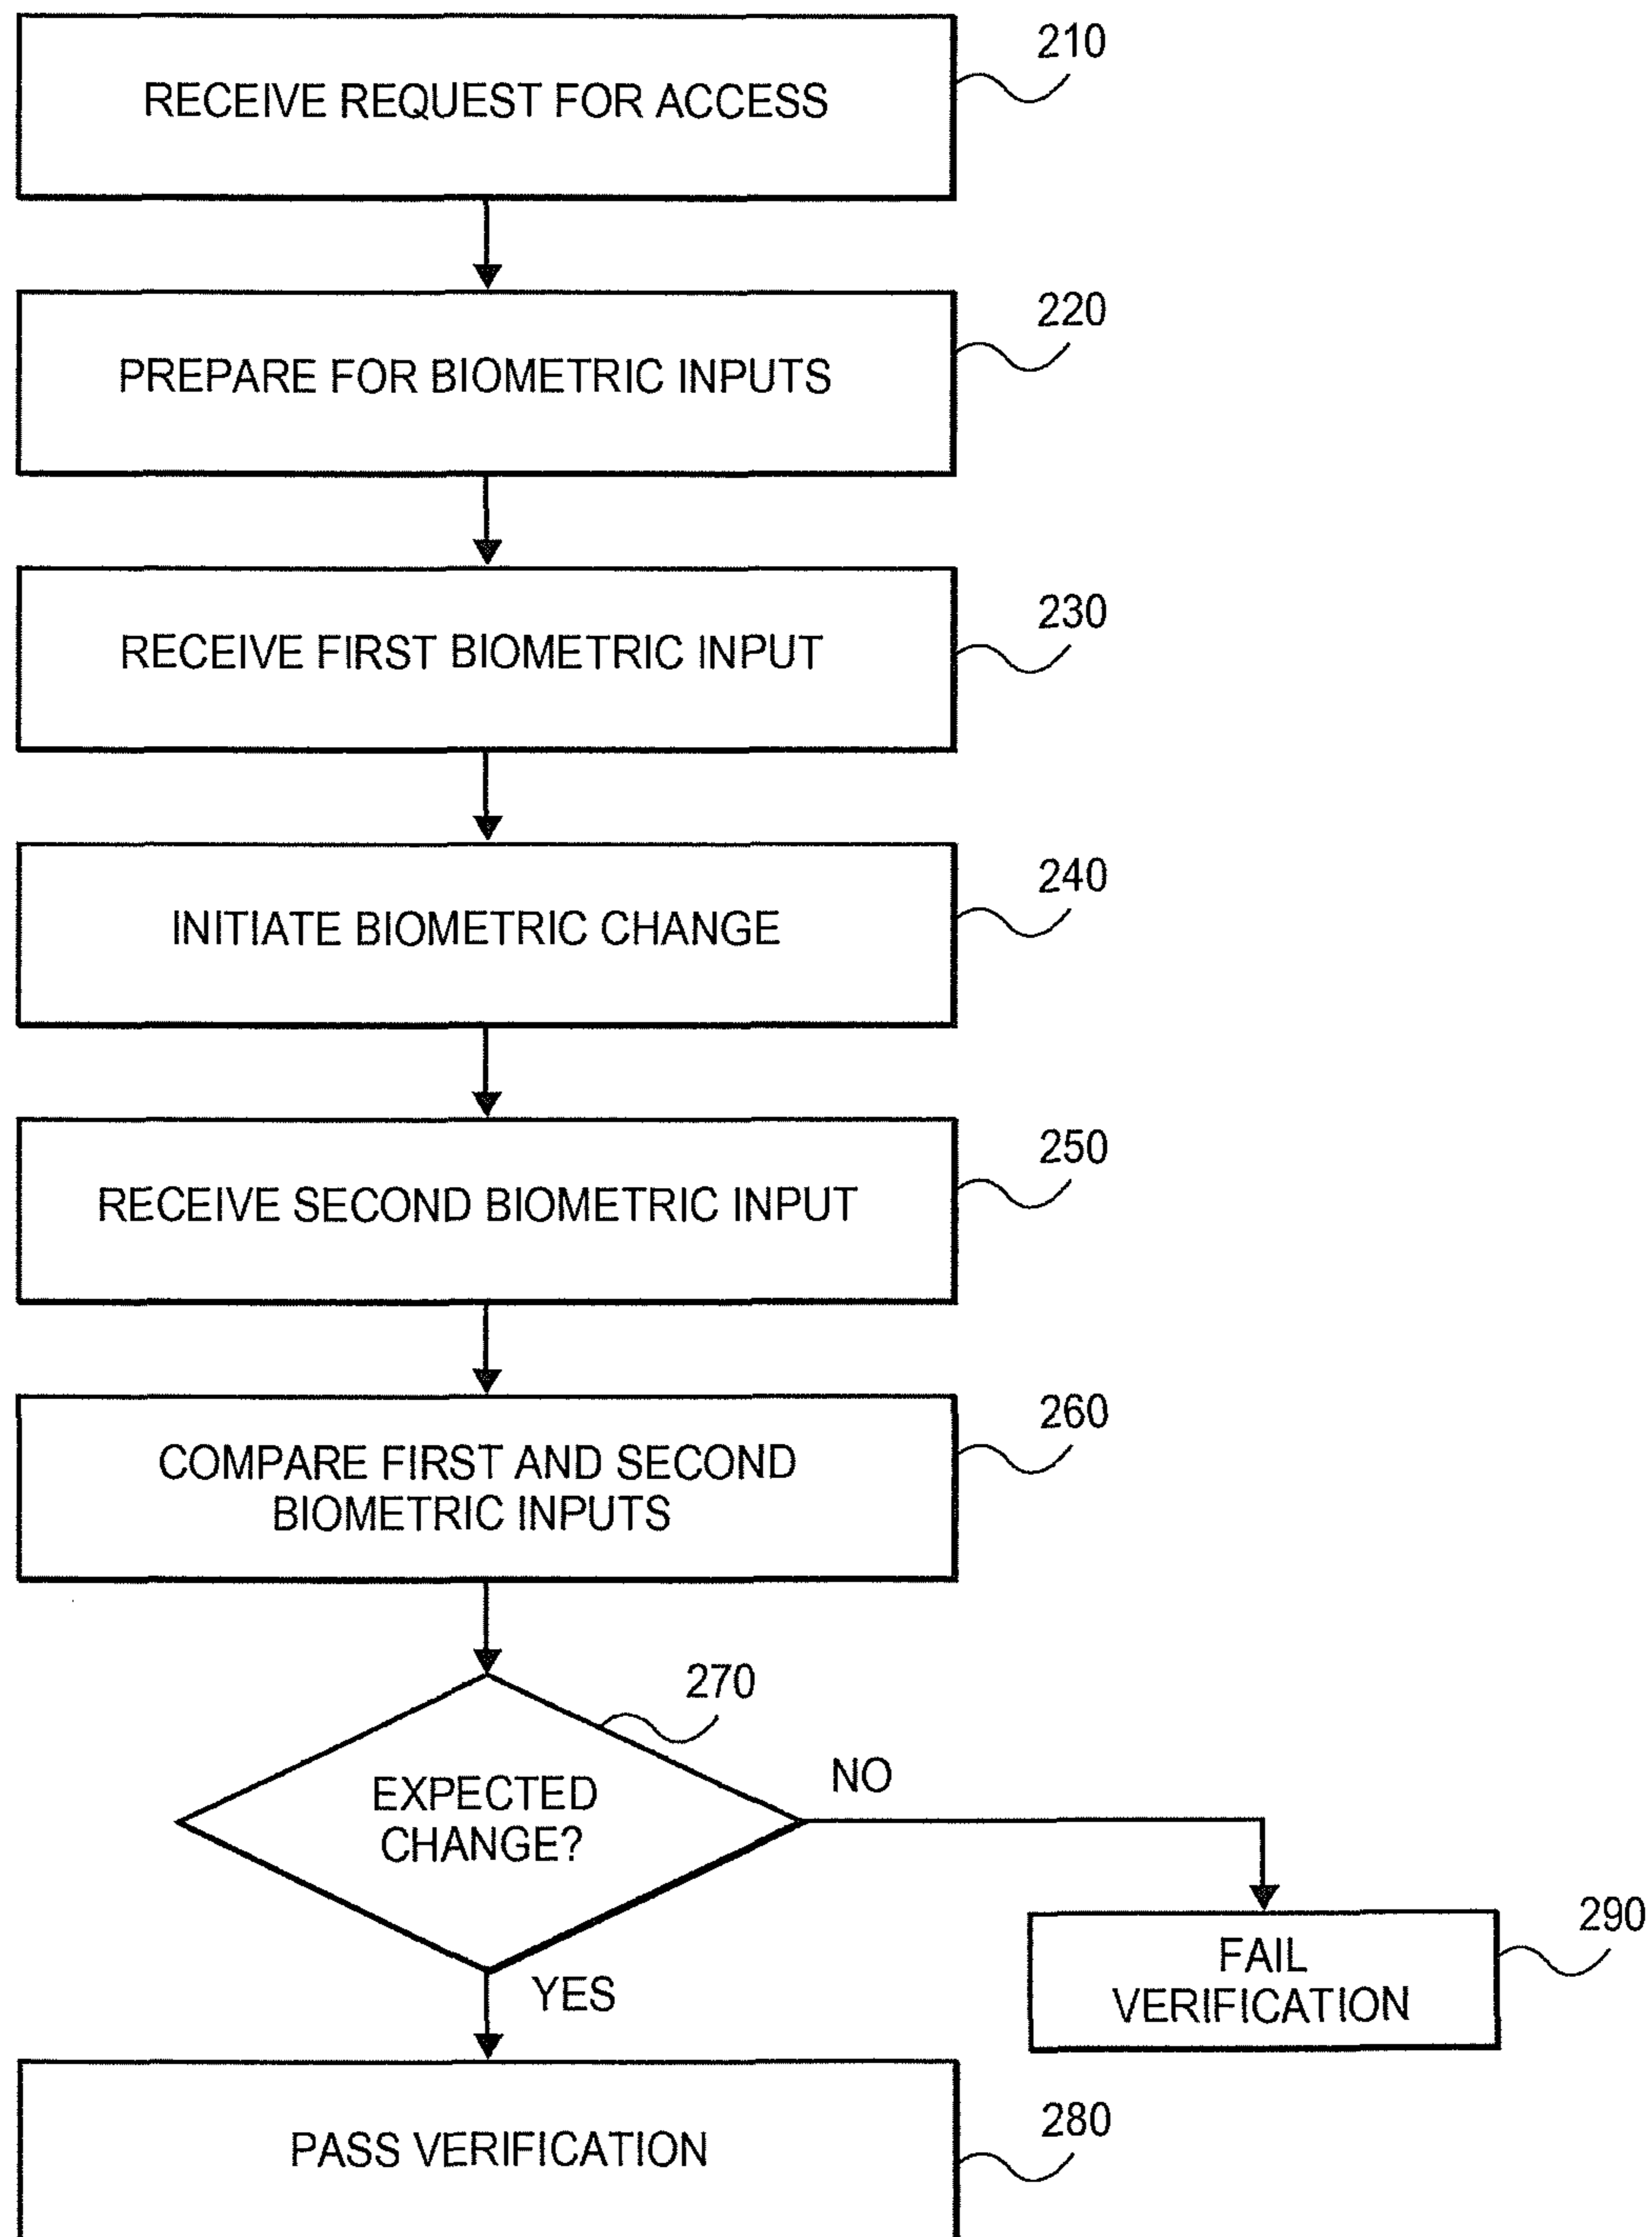 210
RECEIVE REQUEST FOR ACCESS
220
PREPARE FOR BIOMETRIC INPUTS
230
RECEIVE FIRST BIOMETRIC INPUT
240
INITIATE BIOMETRIC CHANGE
250
RECEIVE SECOND BIOMETRIC INPUT
260
COMPARE FIRST AND SECOND
BIOMETRIC INPUTS
270
EXPECTED
CHANGE?
NO
YES
290
FAIL
VERIFICATION
280
PASS VERIFICATION